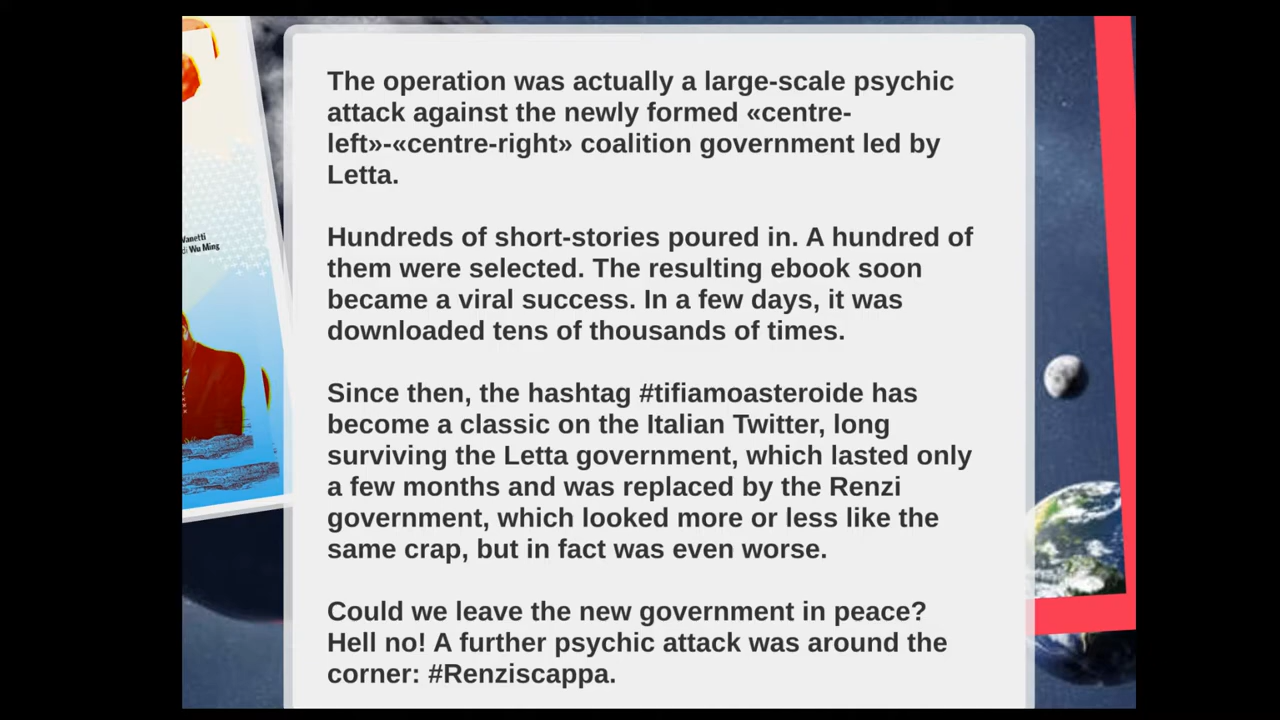 The operation was actually a large-scale psychic
attack against the newly formed «centre-
left»-«centre-right» coalition government led by
Letta.
Hundreds of short-stories poured in. A hundred of
them were selected. The resulting ebook soon
became a viral success. In a few days, it was
downloaded tens of thousands of times.
Since then, the hashtag #tifiamoasteroide has
become a classic on the Italian Twitter, long
surviving the Letta government, which lasted only
a few months and was replaced by the Renzi
government, which looked more or less like the
same crap, but in fact was even worse.
Could we leave the new government in peace?
Hell no! A further psychic attack was around the
corner: #Renziscappa.
Vanetti
di Wu Ming